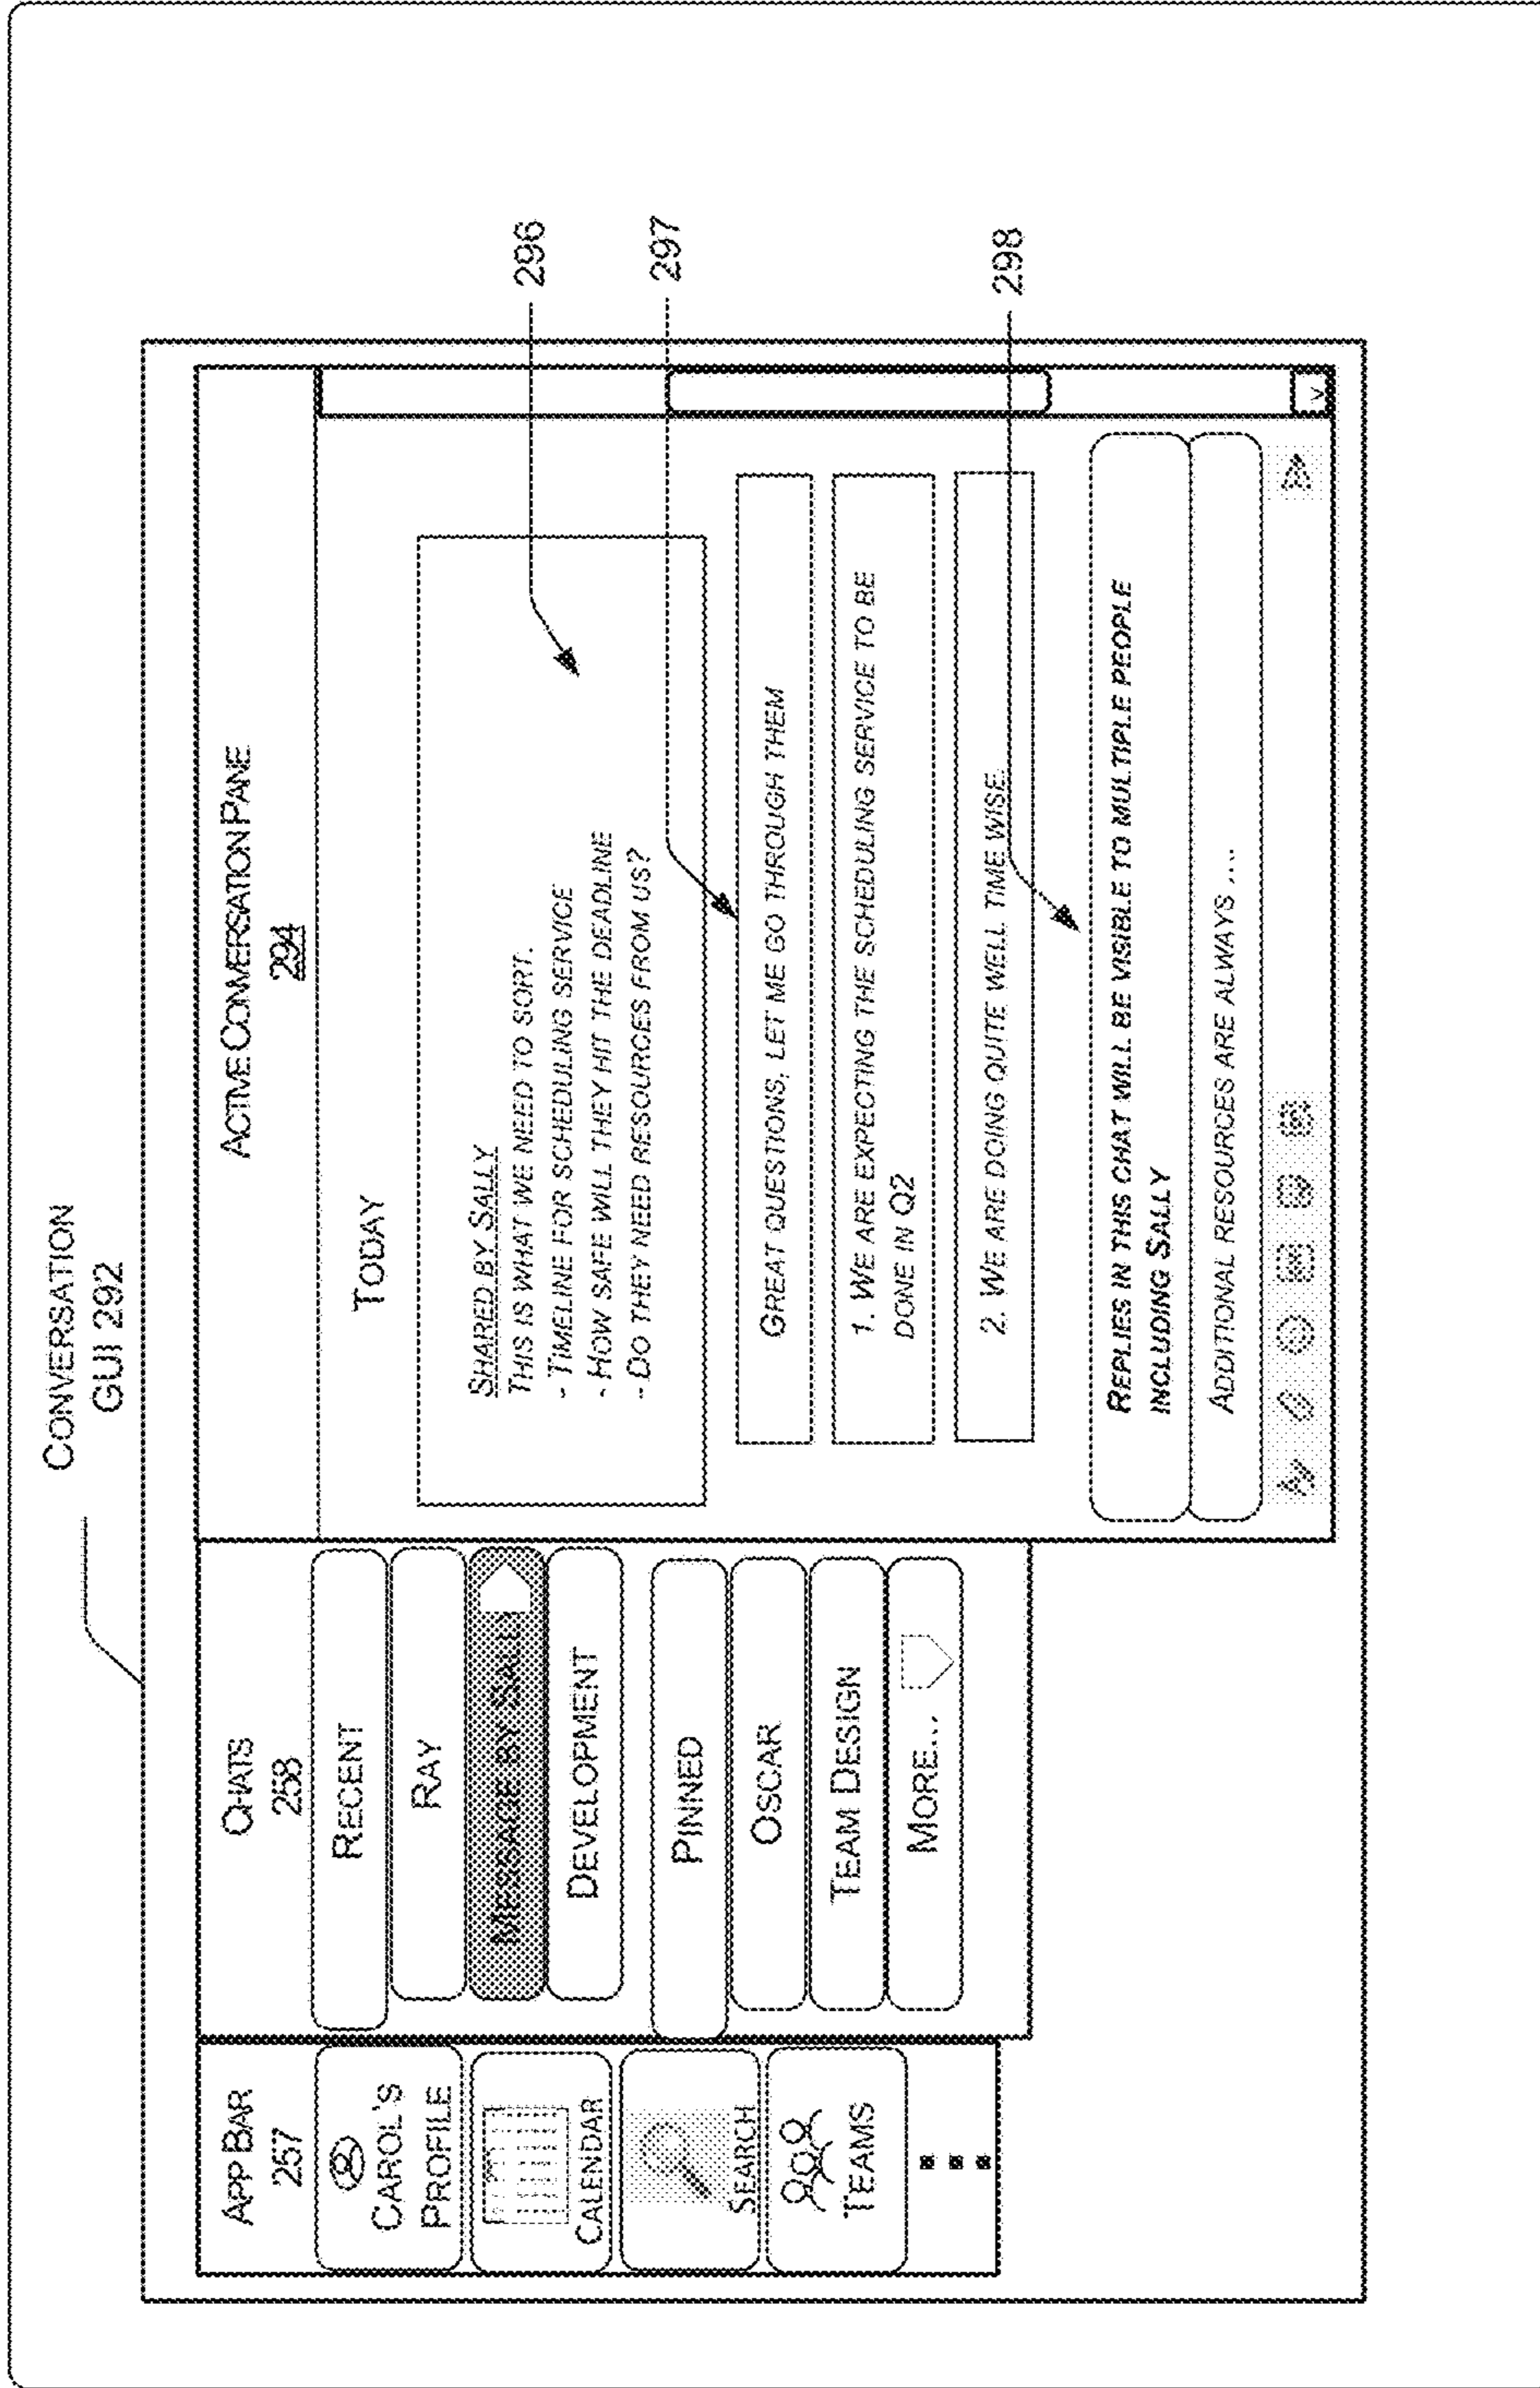 CONVERSATION
GUI 292
APP BAR
257
CAROL'S
PROFILE
CALENDAR
SEARCH
TEAMS
CHATS
258
RECENT
RAY
MESSAGE BY SALLY
DEVELOPMENT
PINNED
OSCAR
TEAM DESIGN
MORE...
ACTIVE CONVERSATION PANE
294
TODAY
SHARED BY SALLY
THIS IS WHAT WE NEED TO SORT.
- TIMELINE FOR SCHEDULING SERVICE
- HOW SAFE WILL THEY HIT THE DEADLINE
- DO THEY NEED RESOURCES FROM US?
GREAT QUESTIONS, LET ME GO THROUGH THEM
1. WE ARE EXPECTING THE SCHEDULING SERVICE TO BE
DONE IN Q2
2. WE ARE DOING QUITE WELL TIME WISE.
REPLIES IN THIS CHAT WILL BE VISIBLE TO MULTIPLE PEOPLE
INCLUDING SALLY
ADDITIONAL RESOURCES ARE ALWAYS ....
296
297
298